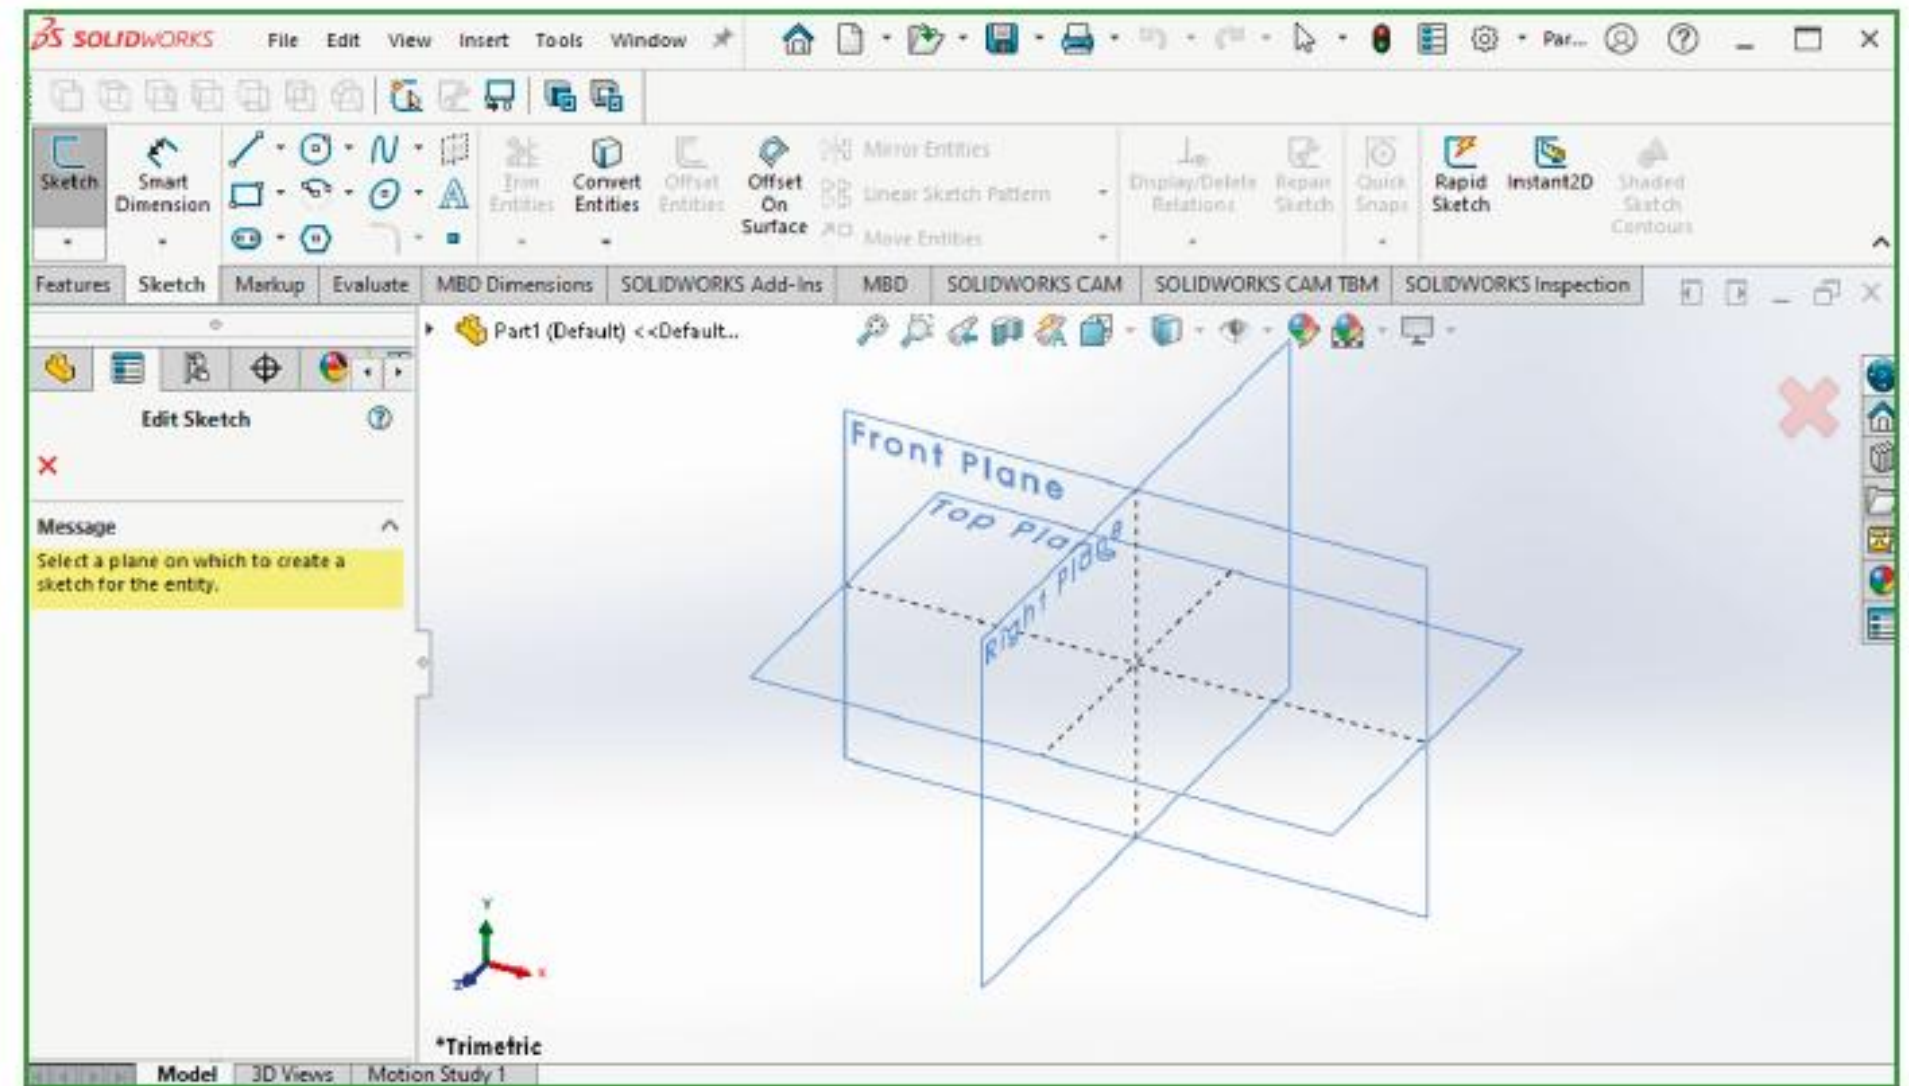 SOLIDWORKS File Edit View Insert Tools Window Par...
Sketch
Smart
Dimension
Trim
Entities
Convert
Entities
Offset
Entities
Offset
On
Surface
Mirror Entities
Linear Sketch Pattern
Move Entities
Display/Delete
Relations
Repair
Sketch
Quick
Snaps
Rapid
Sketch
Instant2D
Shaded
Sketch
Contours
Features Sketch Markup Evaluate MBD Dimensions SOLIDWORKS Add-Ins MBD SOLIDWORKS CAM SOLIDWORKS CAM TBM SOLIDWORKS Inspection
Part1 (Default) <<Default...
Edit Sketch
Message
Select a plane on which to create a
sketch for the entity.
Front Plane
Top Plane
Right Plane
Y
X
Z
*Trimetric
Model 3D Views Motion Study 1